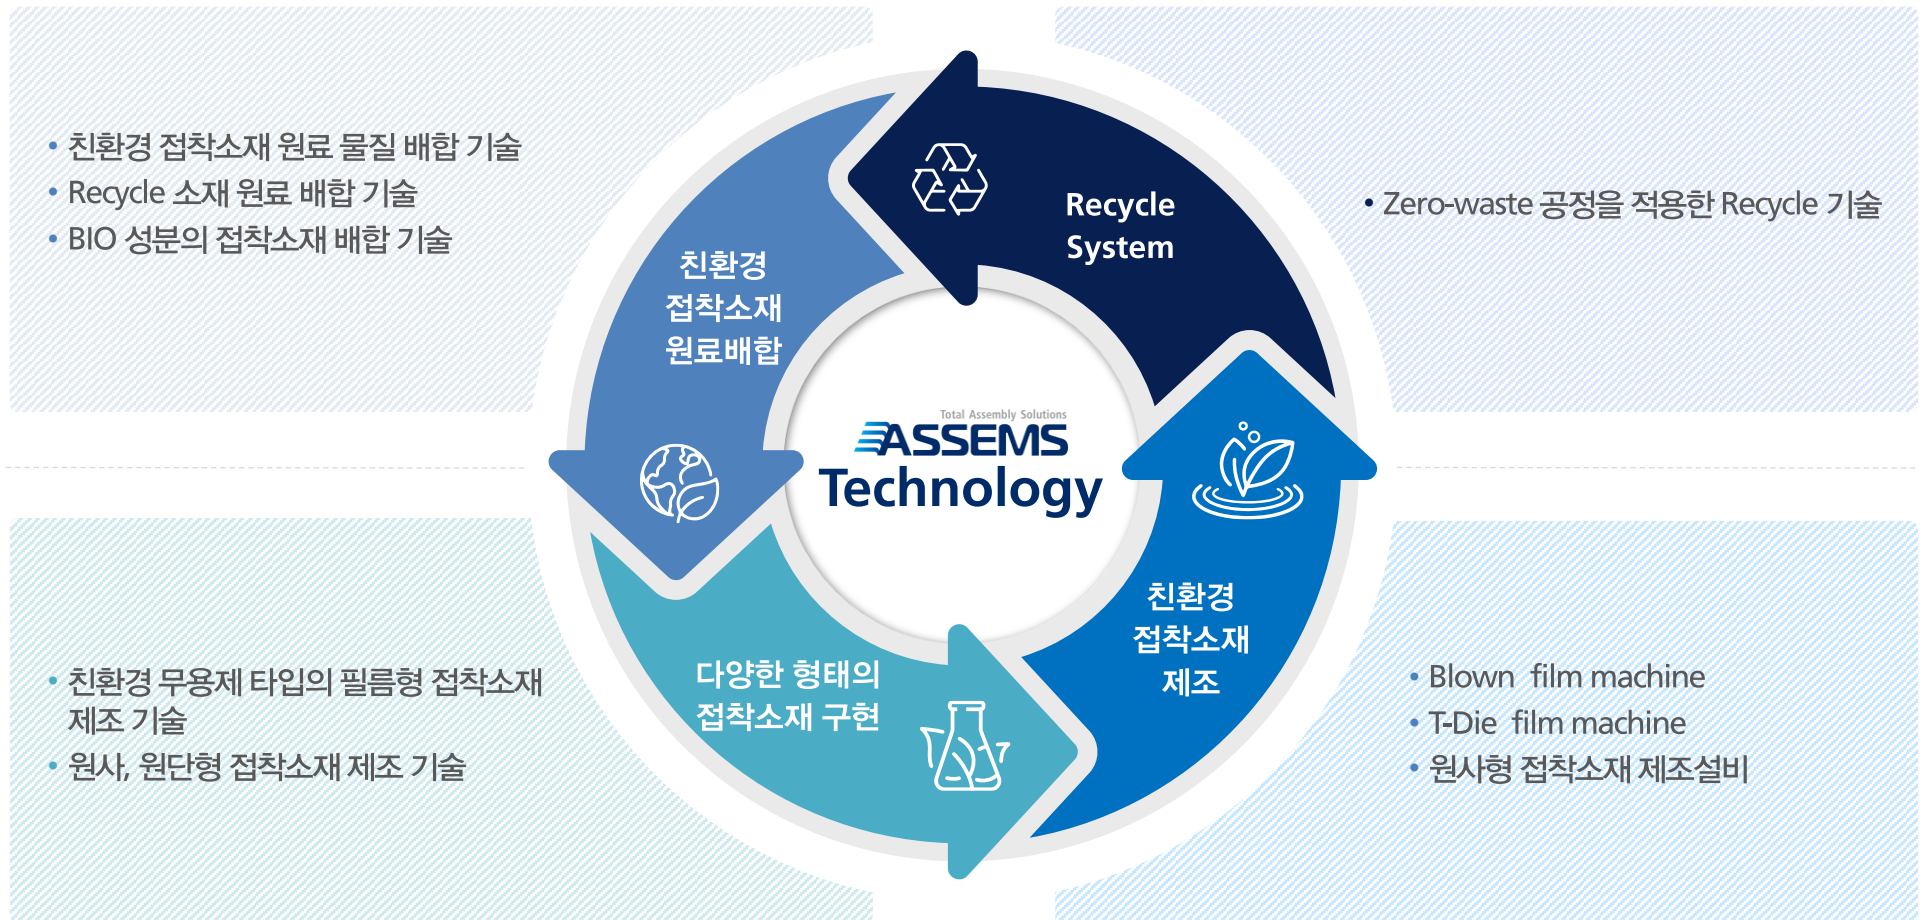 • 친환경 접착소재 원료 물질 배합 기술
• Recycle 소재 원료 배합 기술
• BIO 성분의 접착소재 배합 기술
친환경
접착소재
원료배합
Recycle
System
• Zero-waste 공정을 적용한 Recycle 기술
Total Assembly Solutions
ASSEMS
Technology
• 친환경 무용제 타입의 필름형 접착소재
제조 기술
• 원사, 원단형 접착소재 제조 기술
다양한 형태의
접착소재 구현
친환경
접착소재
제조
• Blown film machine
• T-Die film machine
• 원사형 접착소재 제조설비